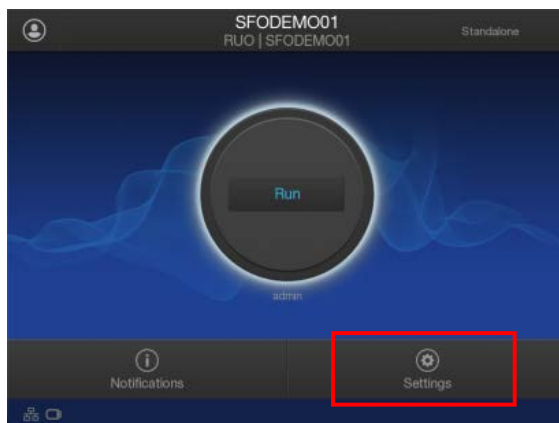 SFODEMO01
RUO | SFODEMO01
Standalone
Run
admin
Notifications
Settings